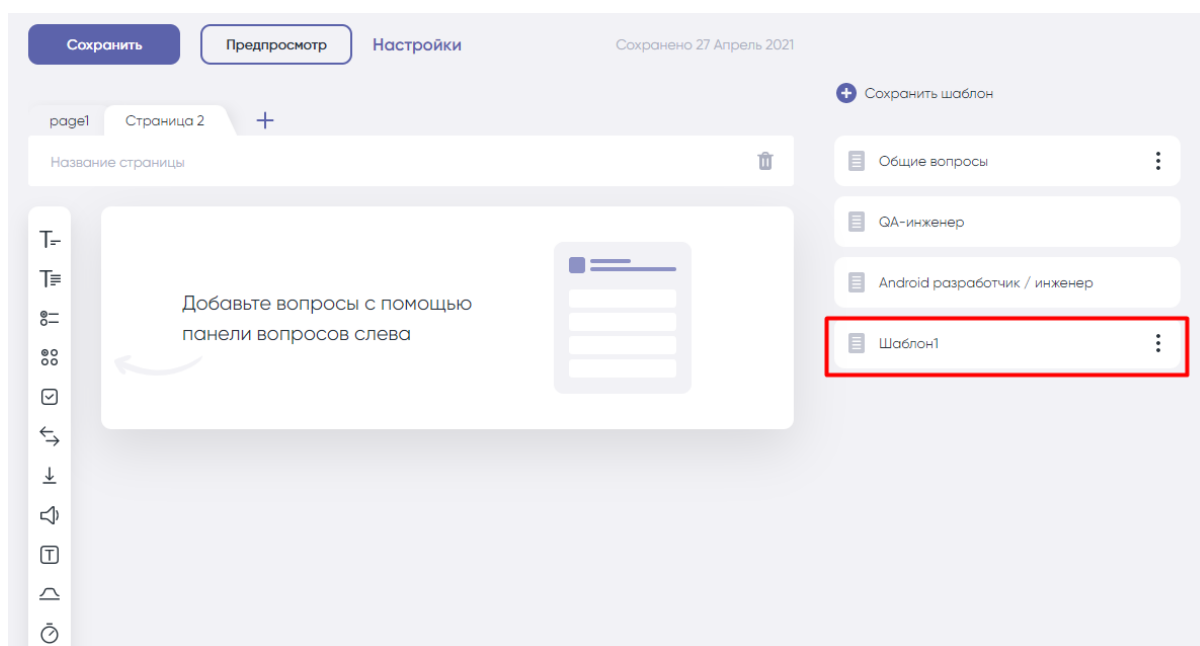 Сохранить
Предпросмотр
Настройки
Сохранено 27 Апрель 2021
Сохранить шаблон
page1
Страница 2
Название страницы
Общие вопросы
QA-инженер
Android разработчик / инженер
Шаблон1
Добавьте вопросы с помощью
панели вопросов слева